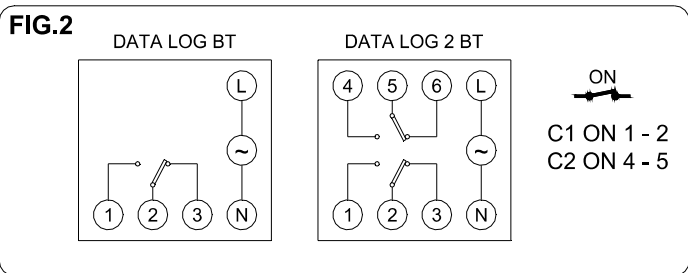 FIG.2
DATA LOG BT
L
~
1 2 3 N
DATA LOG 2 BT
4 5 6 L
~
1 2 3 N
ON
C1 ON 1 - 2
C2 ON 4 - 5